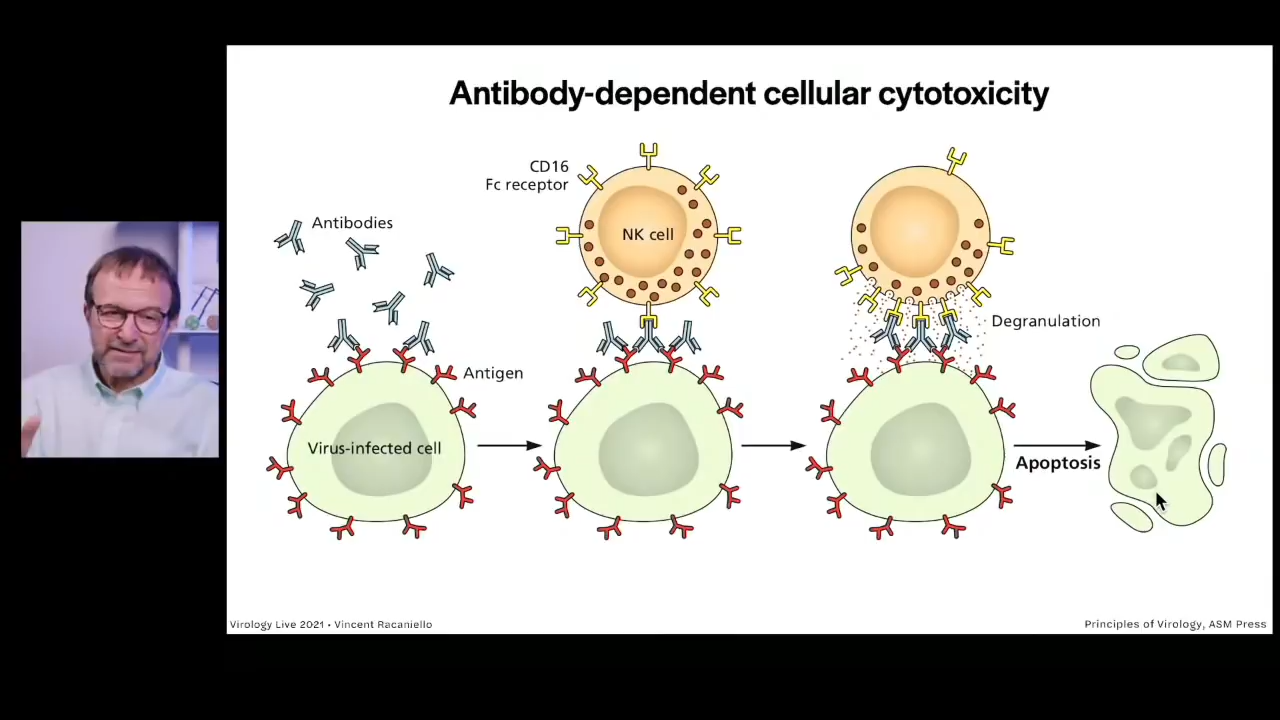 Antibody-dependent cellular cytotoxicity
CD16
Fc receptor
Antibodies
NK cell
Degranulation
Antigen
Virus-infected cell
Apoptosis
Virology Live 2021 • Vincent Racaniello
Principles of Virology, ASM Press